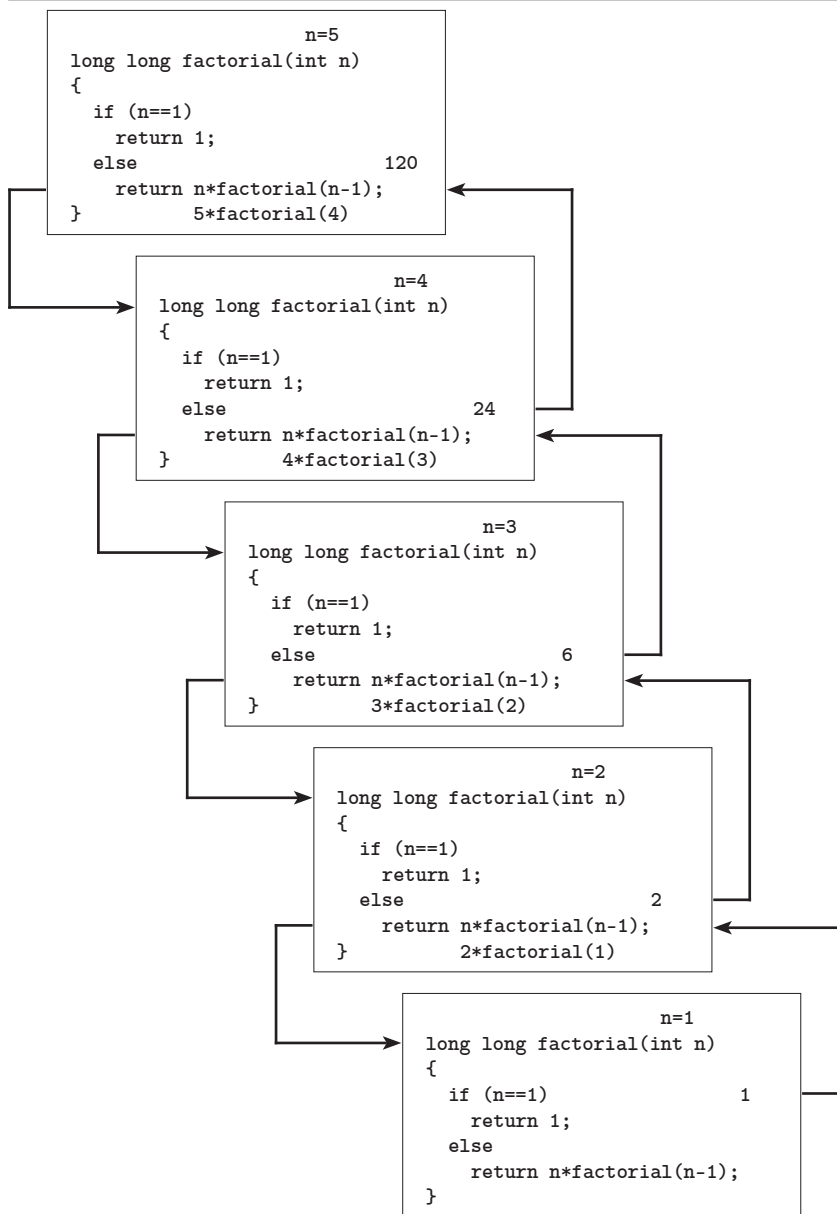 n=5
long long factorial(int n)
{
if (n==1)
return 1;
else 120
return n*factorial(n-1);
} 5*factorial(4)
n=4
long long factorial(int n)
{
if (n==1)
return 1;
else 24
return n*factorial(n-1);
} 4*factorial(3)
n=3
long long factorial(int n)
{
if (n==1)
return 1;
else 6
return n*factorial(n-1);
} 3*factorial(2)
n=2
long long factorial(int n)
{
if (n==1)
return 1;
else 2
return n*factorial(n-1);
} 2*factorial(1)
n=1
long long factorial(int n)
{
if (n==1) 1
return 1;
else
return n*factorial(n-1);
}